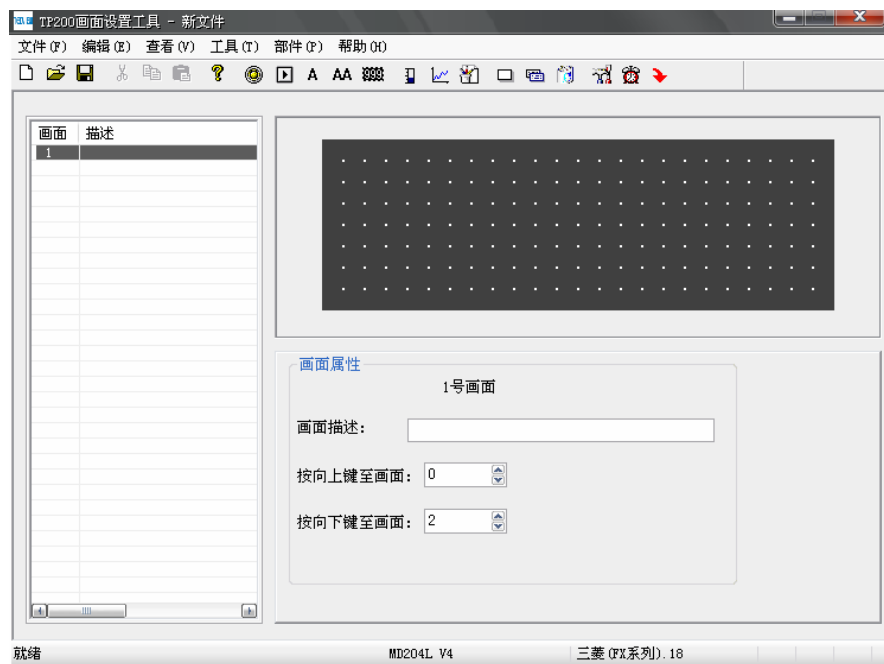 TP200画面设置工具 - 新文件
文件(F) 编辑(E) 查看(V) 工具(T) 部件(P) 帮助(H)
A AA
画面 描述
1
画面属性
1号画面
画面描述:
按向上键至画面: 0
按向下键至画面: 2
就绪 MD204L V4 三菱(FX系列).18